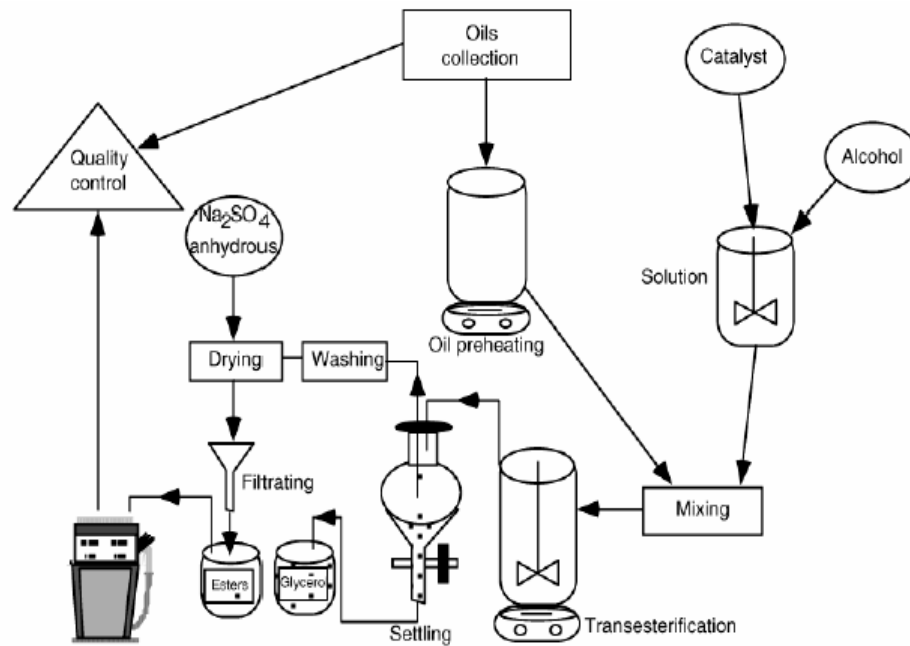 Oils
collection
Catalyst
Alcohol
Quality
control
Na2SO4
anhydrous
Solution
Oil preheating
Drying
Washing
Filtrating
Mixing
Esters
Glycero
Settling
Transesterification